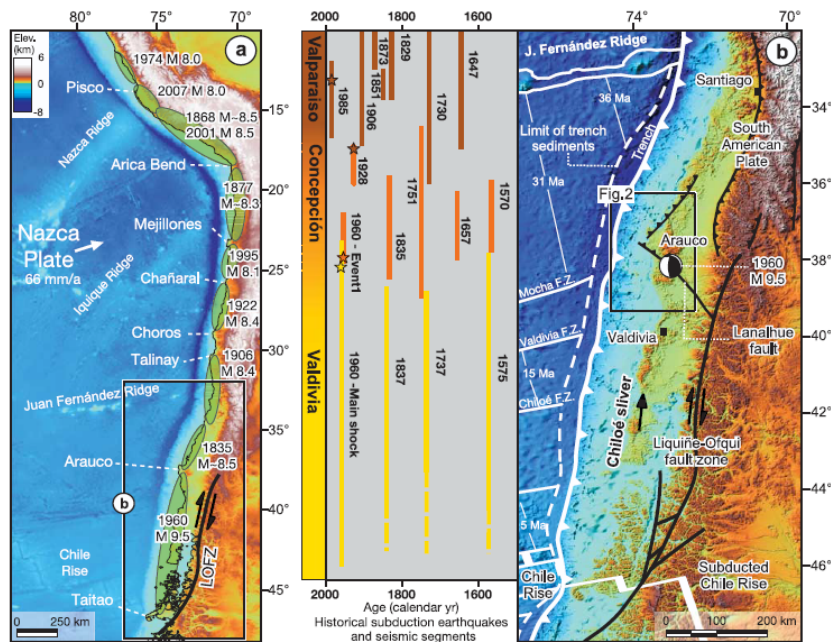 Elev.
(km)
6
-8
a
75°
70°
15°
20°
25°
30°
35°
40°
45°
1974 M 8.0
Pisco
2007 M 8.0
1868 M~8.5
2001 M 8.5
Nazca Ridge
Arica Bend
1877
M~8.3
Mejillones
Nazca
Plate
66 mm/a
1995
M 8.1
Iquique Ridge
Chañaral
1922
M 8.4
Choros
Talinay
1906
M 8.4
Juan Fernández Ridge
1835
M~8.5
Arauco
b
1960
M 9.5
LOFZ
Chile
Rise
Taitao
0 250 km
2000
1800
1600
Valparaiso
Concepción
Valdivia
1985
1906
1873
1851
1829
1730
1647
1928
1751
1570
1960 - Event1
1835
1657
1960 -Main shock
1837
1737
1575
2000
1800
1600
Age (calendar yr)
Historical subduction earthquakes
and seismic segments
74°
70°
b
34°
36°
38°
40°
42°
44°
46°
J. Fernández Ridge
Santiago
36 Ma
South
American
Plate
Limit of trench
sediments
Trench
31 Ma
Fig.2
Arauco
1960
M 9.5
Mocha F.Z.
Valdivia F.Z.
Valdivia
Lanalhue
fault
15 Ma
Chiloé F.Z.
Chiloé sliver
Liquiñe-Ofqui
fault zone
5 Ma
Chile
Rise
Subducted
Chile Rise
0 100 200 km